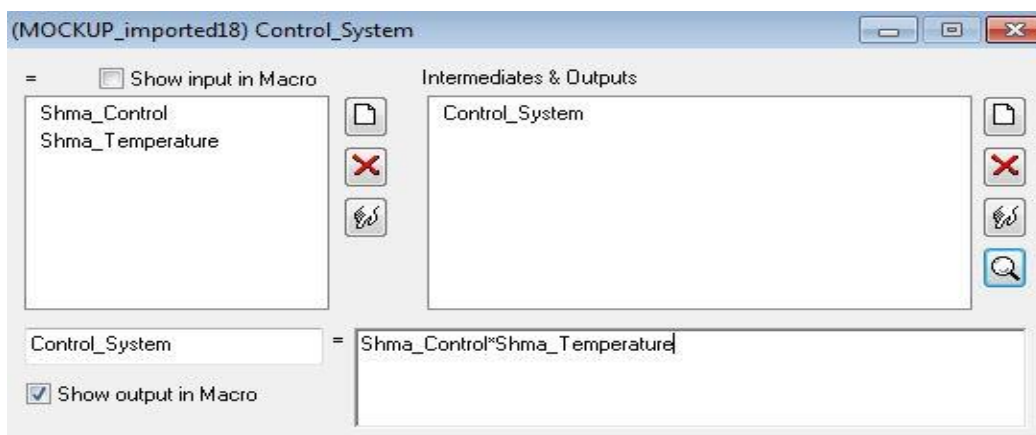 (MOCKUP_imported18) Control_System
= Show input in Macro
Intermediates & Outputs
Shma_Control
Shma_Temperature
Control_System
Control_System = Shma_Control*Shma_Temperature
Show output in Macro